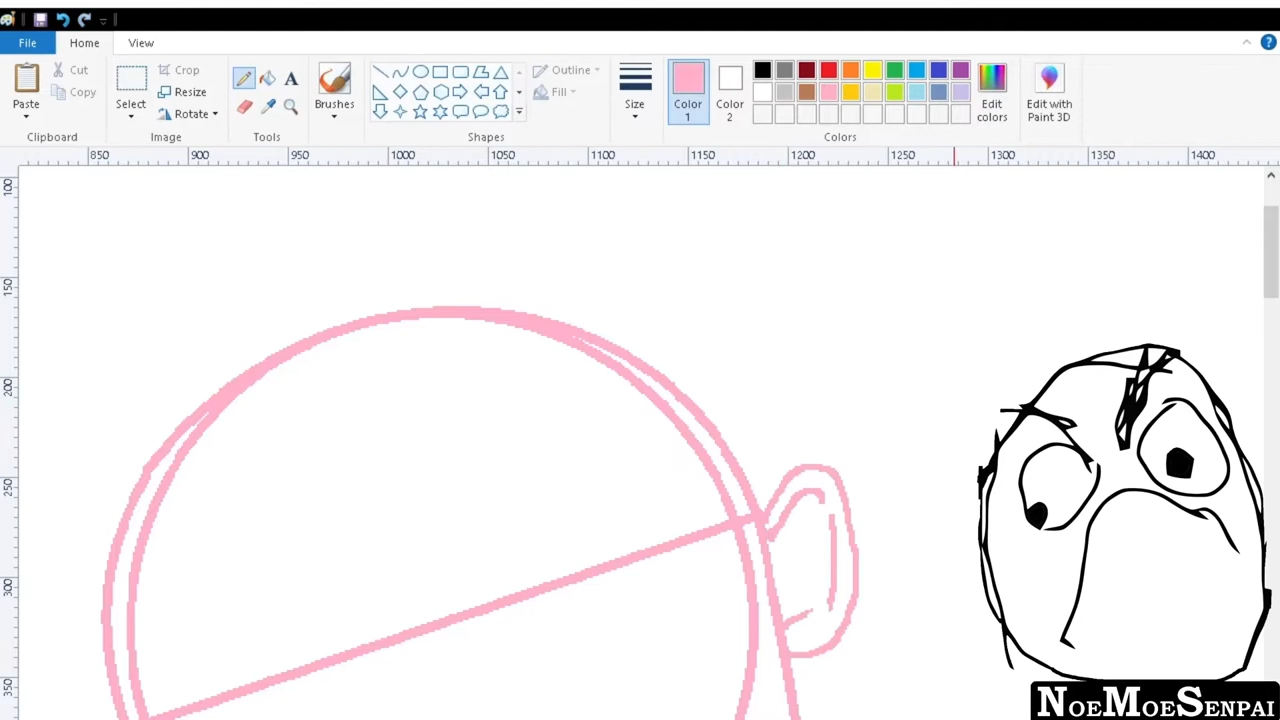 File Home View
Paste Cut Copy
Clipboard
Select Crop Resize Rotate
Image
A
Tools
Brushes
Outline Fill
Shapes
Size
Color 1 Color 2
Edit colors
Colors
Edit with Paint 3D
?
850 900 950 1000 1050 1100 1150 1200 1250 1300 1350 1400
100
150
200
250
300
350
NOEMOESENPAI